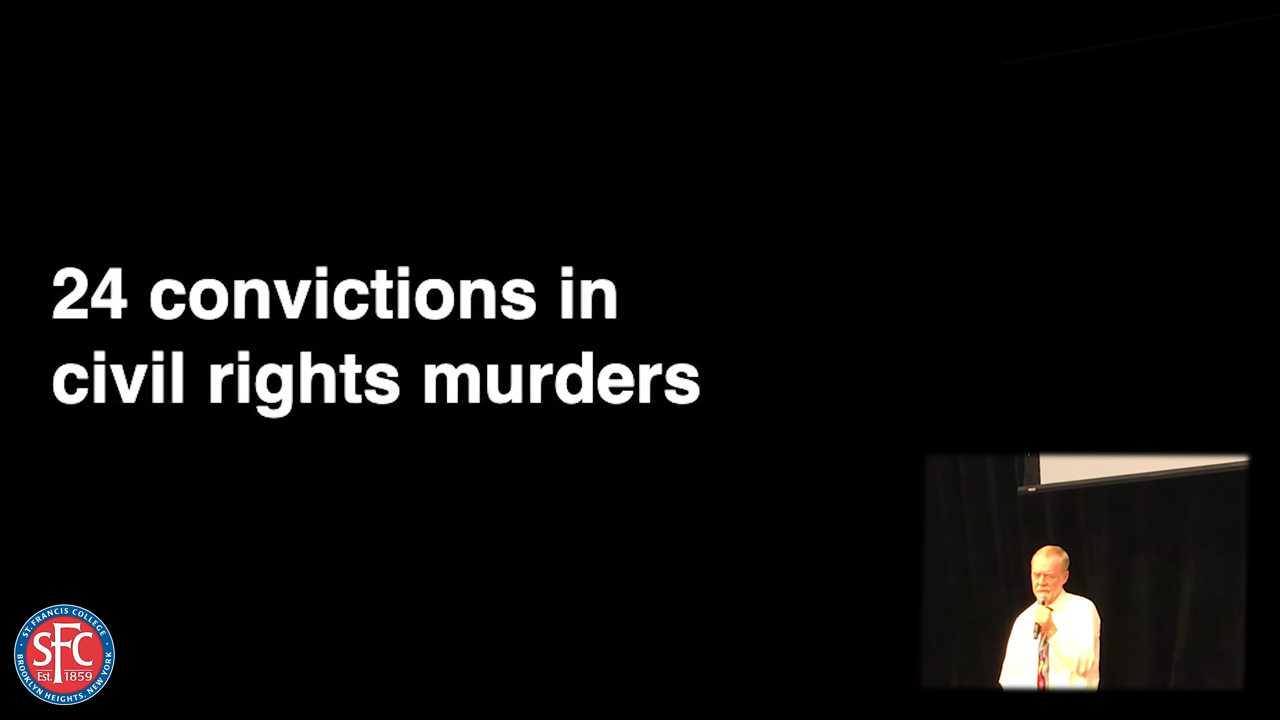 24 convictions in
civil rights murders
ST. FRANCIS COLLEGE
SFC
Est. 1859
BROOKLYN HEIGHTS, NEW YORK